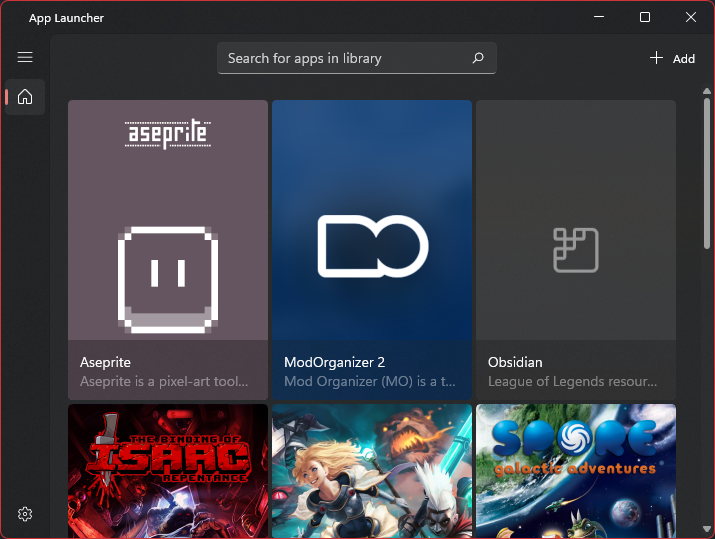 App Launcher
Search for apps in library
Add
aseprite
Aseprite
Aseprite is a pixel-art tool...
ModOrganizer 2
Mod Organizer (MO) is a t...
Obsidian
League of Legends resour...
THE BINDING OF
ISAAC
REPENTANCE
SPORE
galactic adventures